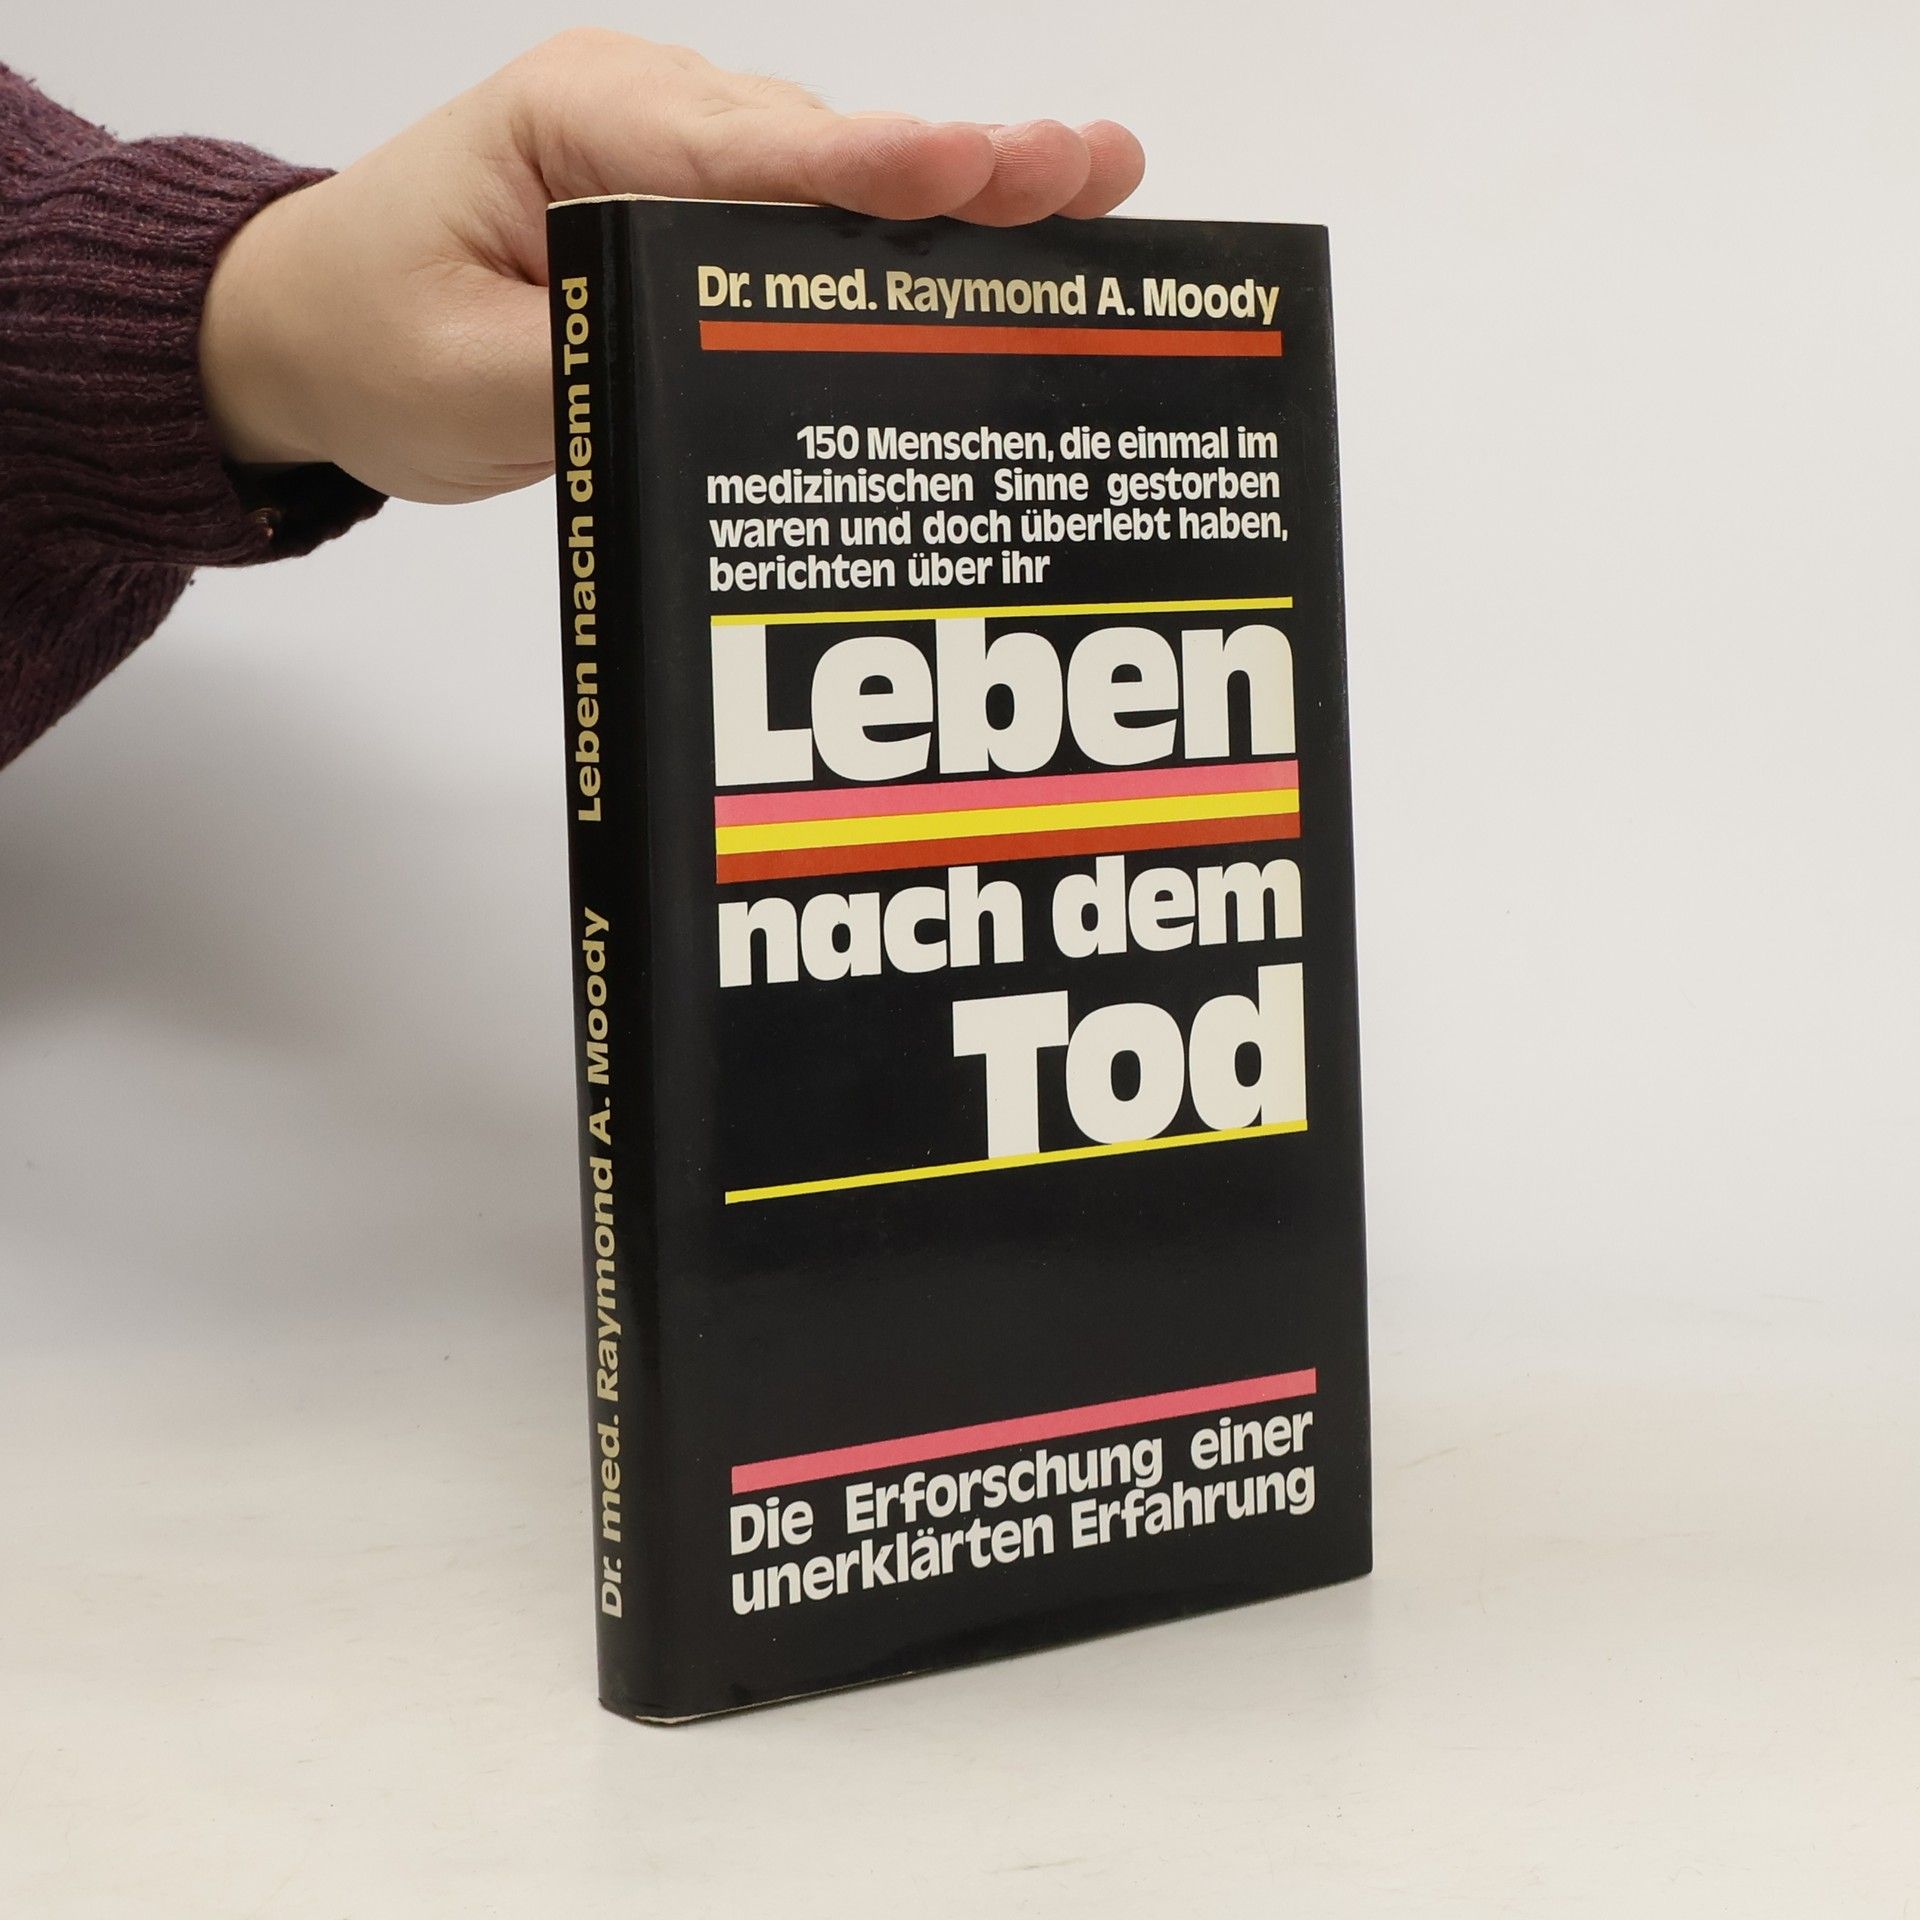 Dr. med. Raymond A. Moody
150 Menschen, die einmal im
medizinischen Sinne gestorben
waren und doch überlebt haben,
berichten über ihr
Leben
nach dem
Tod
Die Erforschung einer
unerklärten Erfahrung
Dr. med. Raymond A. Moody Leben nach dem Tod